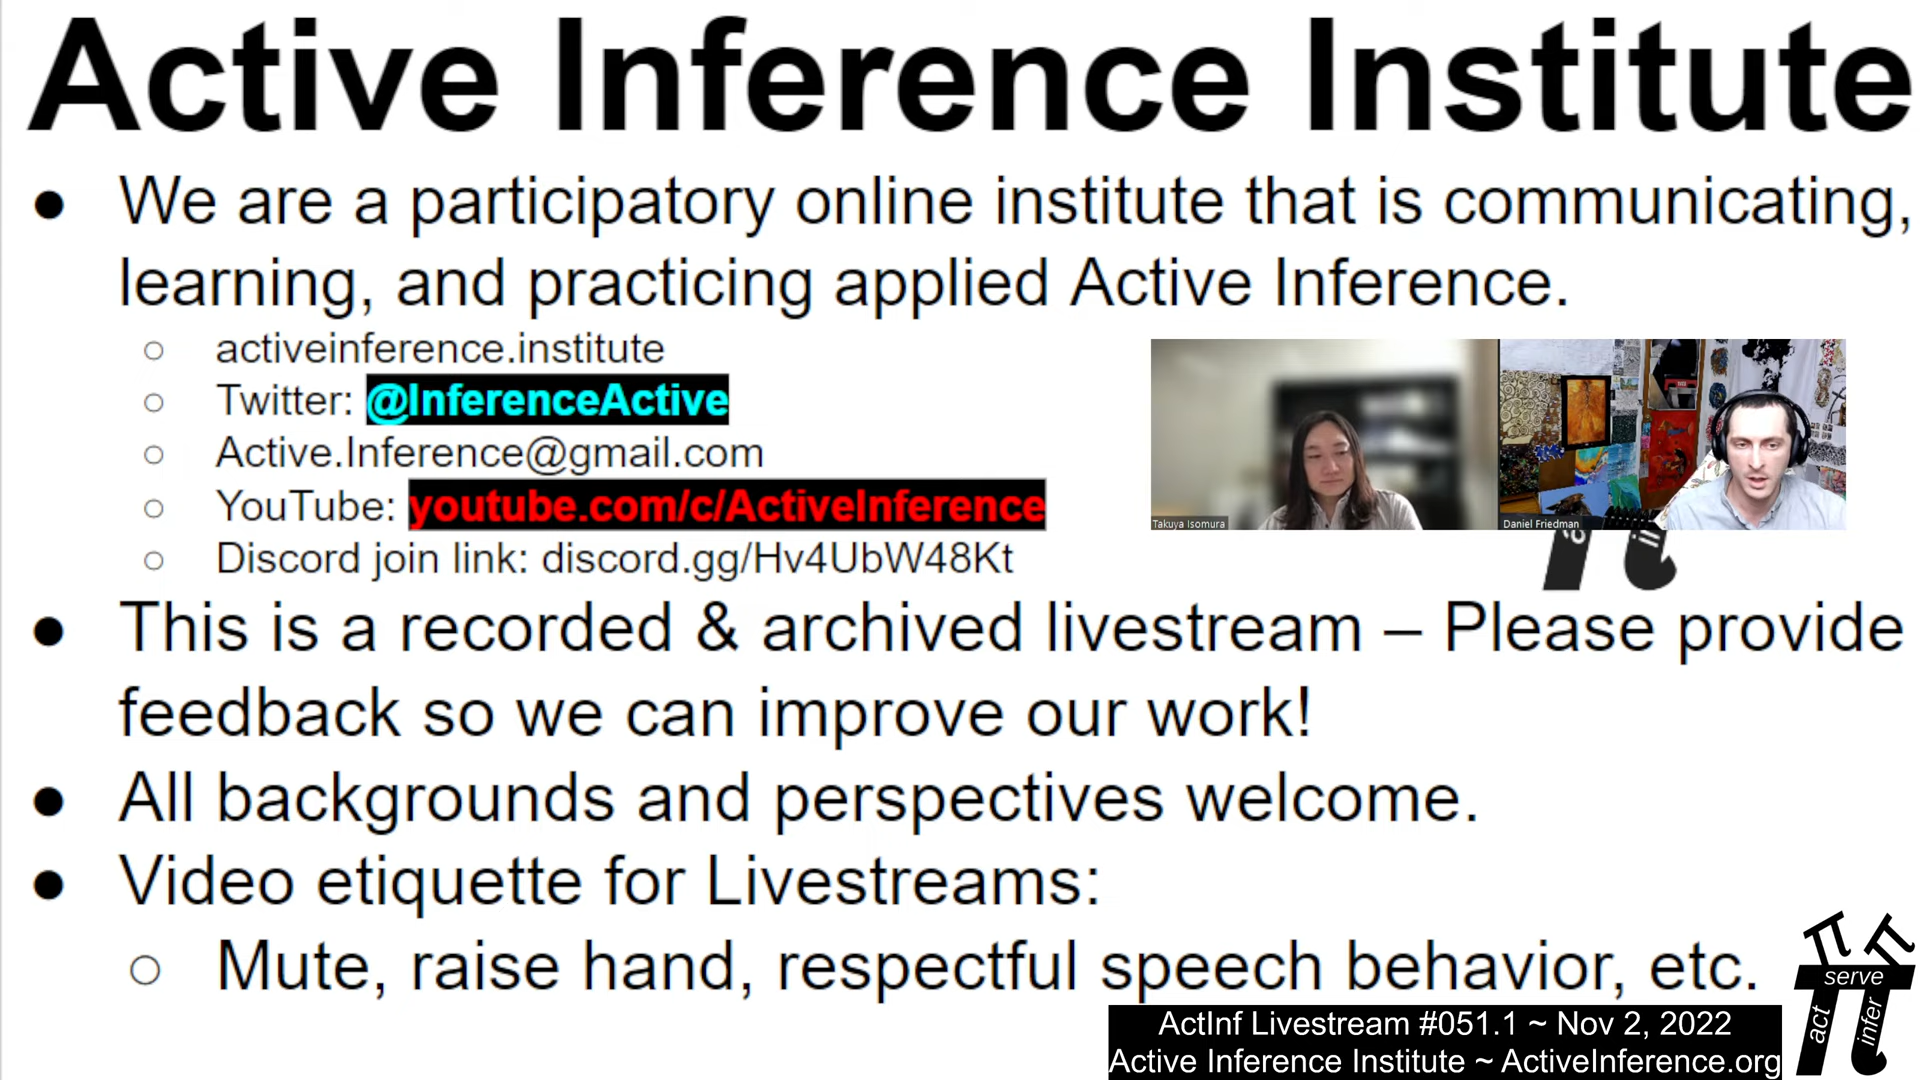 Active Inference Institute
● We are a participatory online institute that is communicating,
learning, and practicing applied Active Inference.
○ activeinference.institute
○ Twitter: @InferenceActive
○ Active.Inference@gmail.com
○ YouTube: youtube.com/c/ActiveInference
○ Discord join link: discord.gg/Hv4UbW48Kt
Takuya Isomura
Daniel Friedman
● This is a recorded & archived livestream – Please provide
feedback so we can improve our work!
● All backgrounds and perspectives welcome.
● Video etiquette for Livestreams:
○ Mute, raise hand, respectful speech behavior, etc.
serve
act
infer
ActInf Livestream #051.1 ~ Nov 2, 2022
Active Inference Institute ~ ActiveInference.org